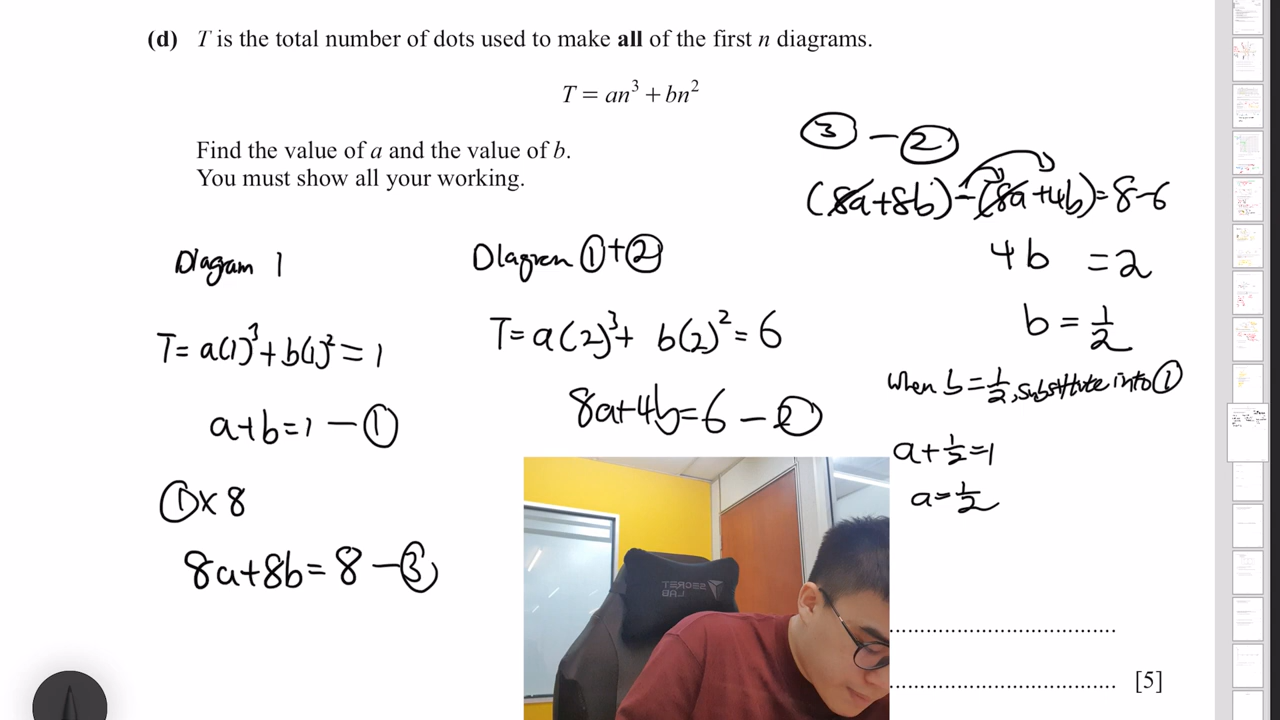 (d) T is the total number of dots used to make all of the first n diagrams.
T = an³ + bn²
Find the value of a and the value of b.
You must show all your working.
Diagram 1
T = a(1)³ + b(1)² = 1
a+b=1 — ①
①×8
8a+8b=8 — ③
Diagram ①+②
T = a(2)³ + b(2)² = 6
8a+4b=6 — ②
③ — ②
(8a+8b) – (8a+4b) = 8-6
4b = 2
b = 1/2
when b = 1/2, substitute into ①
a + 1/2 = 1
a = 1/2
SECRET
LAB
[5]